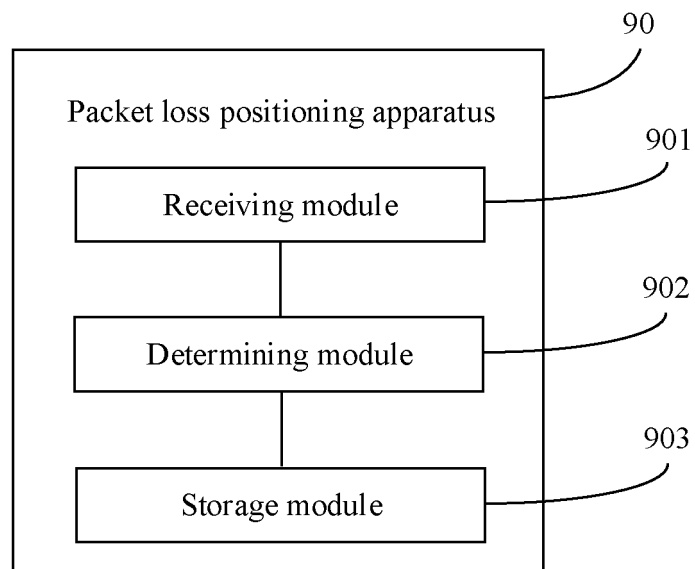 90
Packet loss positioning apparatus
901
Receiving module
902
Determining module
903
Storage module